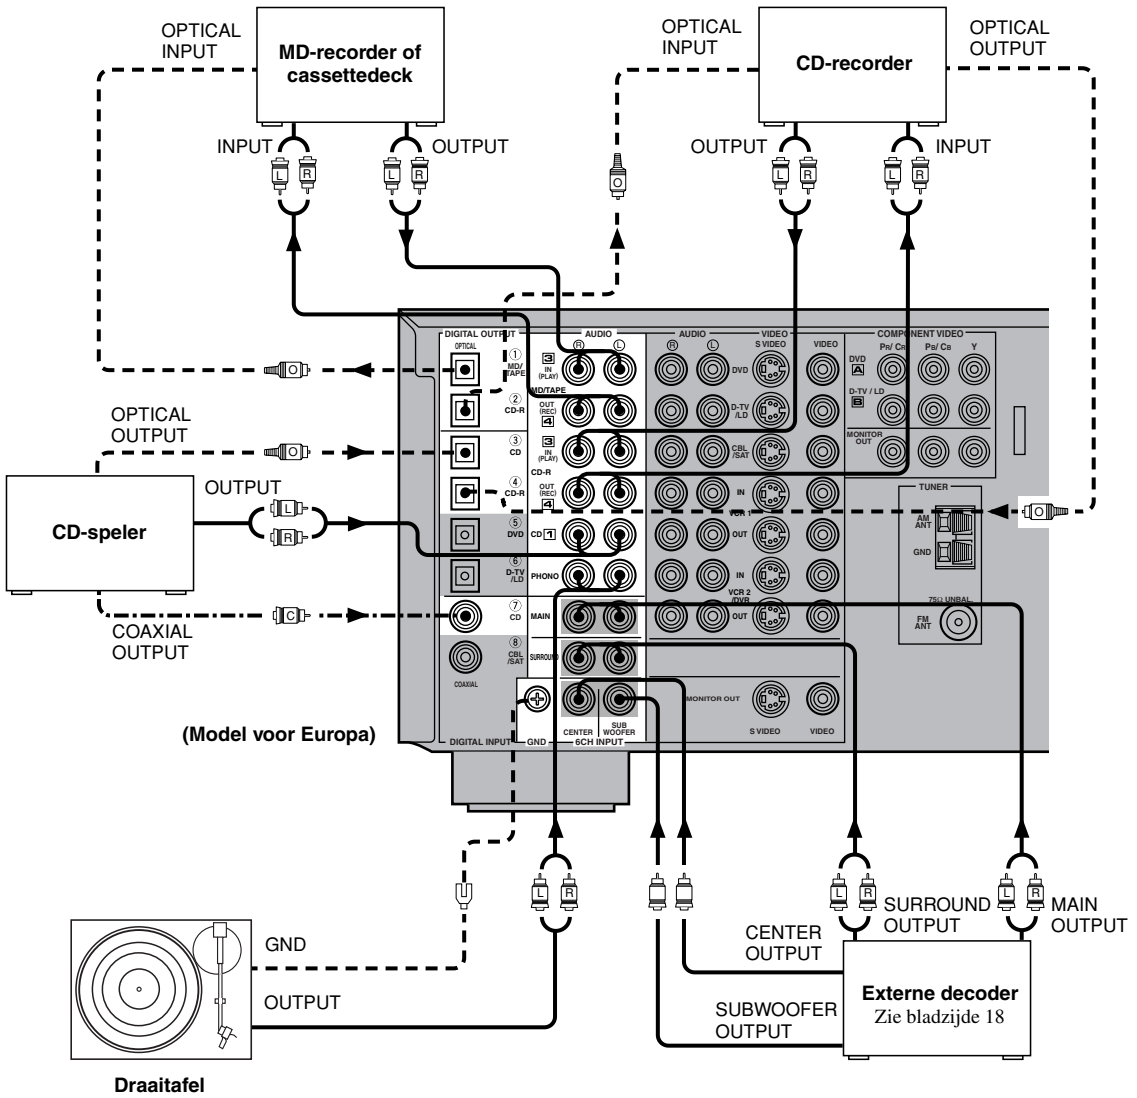 OPTICAL
INPUT
MD-recorder of
cassettedeck
OPTICAL
INPUT
CD-recorder
OPTICAL
OUTPUT
INPUT
OUTPUT
OUTPUT
INPUT
L
R
L
R
L
R
L
R
O
DIGITAL OUTPUT
OPTICAL
AUDIO
R
L
AUDIO
R
L
VIDEO
S VIDEO
VIDEO
COMPONENT VIDEO
PR/ CR
PB/ CB
Y
① MD/
TAPE
3
IN
(PLAY)
MD/TAPE
DVD
DVD
A
O
② CD-R
OUT
(REC)
4
D-TV
/LD
D-TV / LD
B
OPTICAL
OUTPUT
O
③ CD
3
IN
(PLAY)
CD-R
CBL
/SAT
MONITOR
OUT
④ CD-R
OUT
(REC)
4
IN
VCR 1
TUNER
CD-speler
OUTPUT
L
R
⑤ DVD
CD 1
OUT
AM
ANT
GND
O
⑥ D-TV
/LD
PHONO
IN
VCR 2
/DVR
75Ω UNBAL.
COAXIAL
OUTPUT
C
⑦ CD
MAIN
OUT
FM
ANT
⑧ CBL
/SAT
SURROUND
COAXIAL
MONITOR OUT
(Model voor Europa)
DIGITAL INPUT
GND
CENTER
SUB
WOOFER
6CH INPUT
S VIDEO
VIDEO
L
R
L
R
L
R
SURROUND
OUTPUT
MAIN
OUTPUT
GND
CENTER
OUTPUT
OUTPUT
SUBWOOFER
OUTPUT
Externe decoder
Zie bladzijde 18
Draaitafel